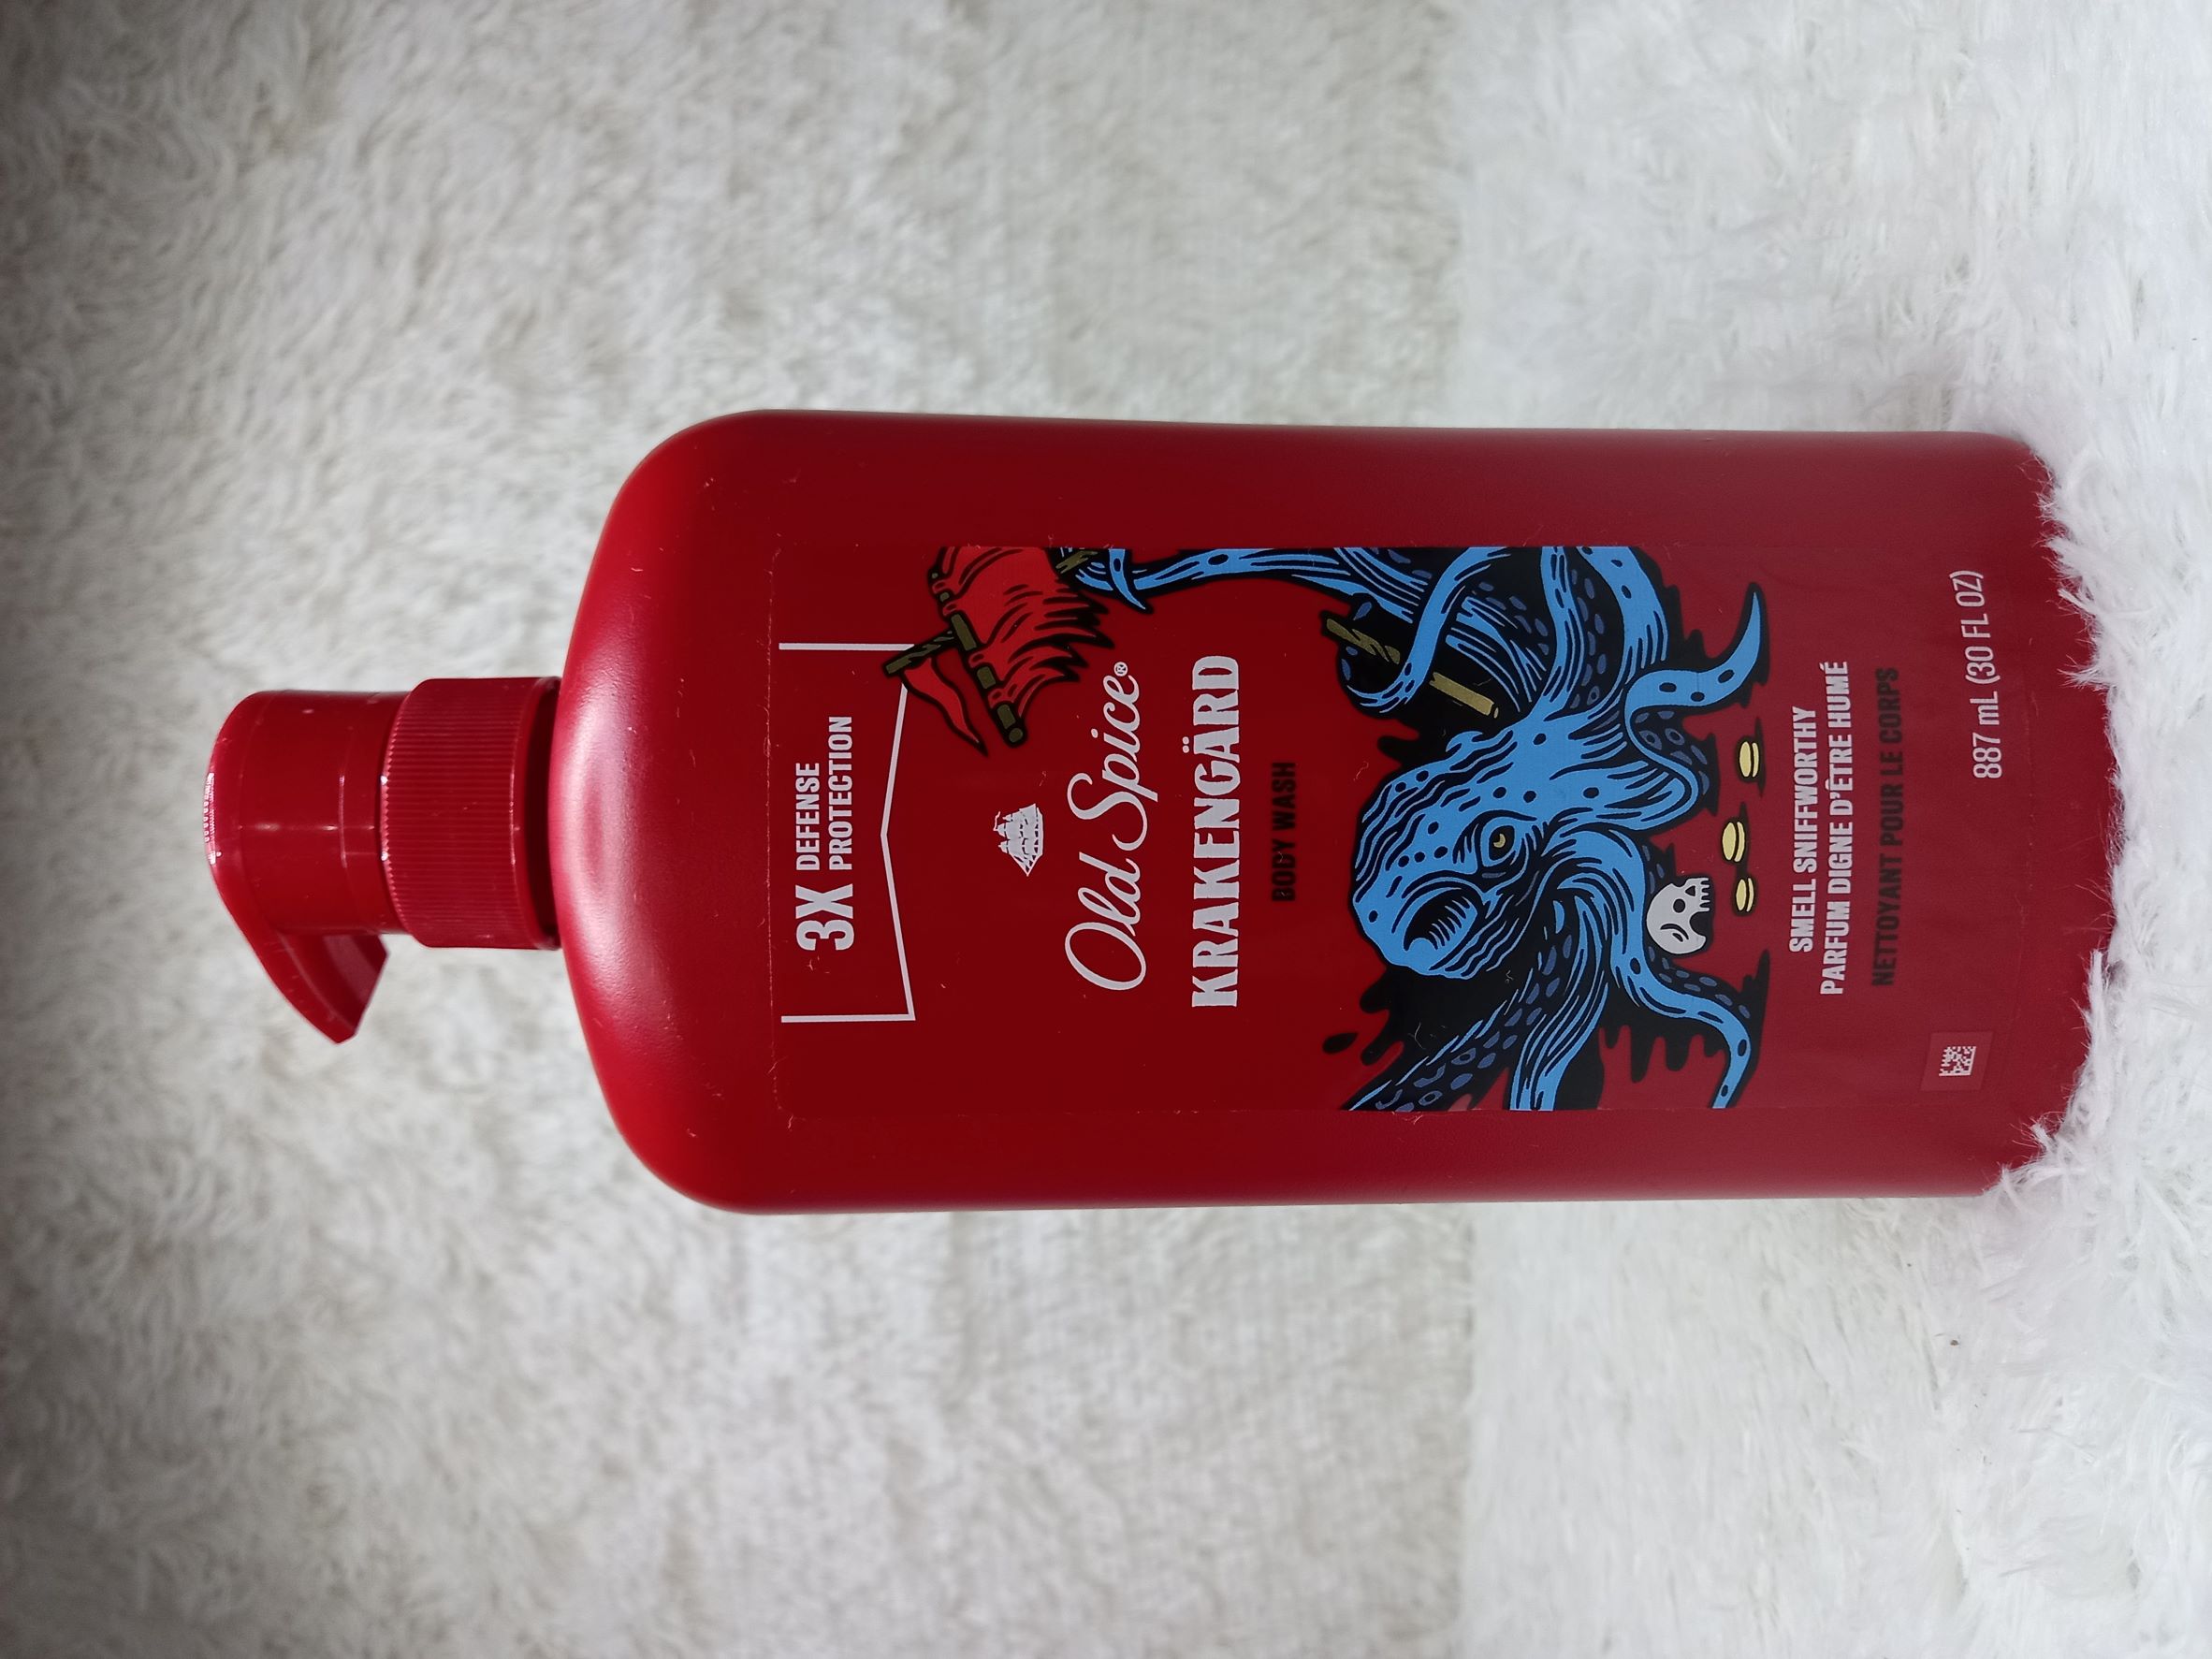 3X DEFENSE
PROTECTION
Old Spice®
KRAKENGÄRD
BODY WASH
SMELL SNIFFWORTHY
PARFUM DIGNE D'ÊTRE HUMÉ
NETTOYANT POUR LE CORPS
887 mL (30 FL OZ)